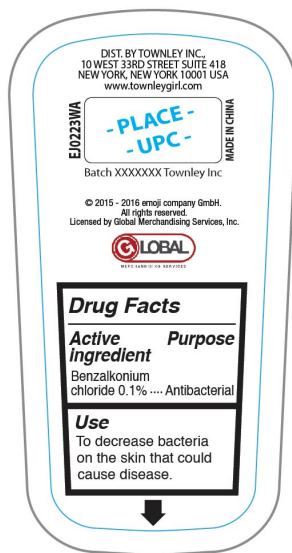 DIST. BY TOWNLEY INC.,
10 WEST 33RD STREET SUITE 418
NEW YORK, NEW YORK 10001 USA
www.townleygirl.com
EJ0223WA
- PLACE -
- UPC -
MADE IN CHINA
Batch XXXXXXX Townley Inc
© 2015 - 2016 emoji company GmbH.
All rights reserved.
Licensed by Global Merchandising Services, Inc.
GLOBAL
MERCHANDISING SERVICES
Drug Facts
Active Purpose
Ingredient
Benzalkonium
chloride 0.1% ···· Antibacterial
Use
To decrease bacteria
on the skin that could
cause disease.